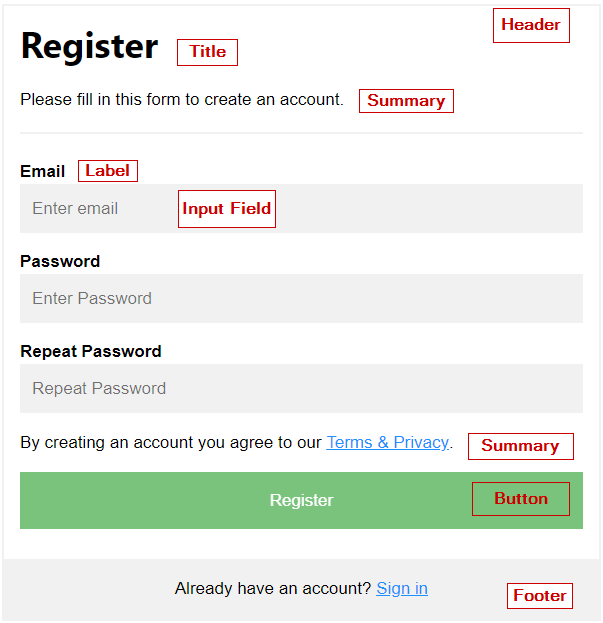 Header
Register Title
Please fill in this form to create an account. Summary
Email Label
Enter email Input Field
Password
Enter Password
Repeat Password
Repeat Password
By creating an account you agree to our Terms & Privacy. Summary
Register Button
Already have an account? Sign in Footer